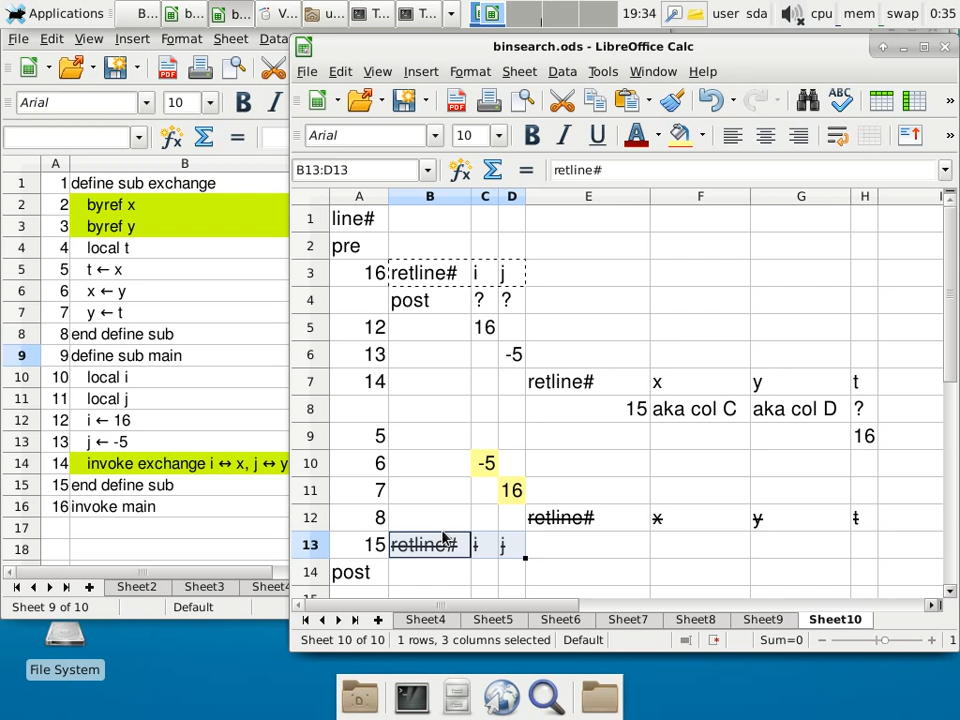 Applications B... b... b... V... u... T... T... 19:34 user sda cpu mem swap 0:35
File Edit View Insert Format Sheet Data
Arial 10
A B
1 1 define sub exchange
2 2 byref x
3 3 byref y
4 4 local t
5 5 t ← x
6 6 x ← y
7 7 y ← t
8 8 end define sub
9 9 define sub main
10 10 local i
11 11 local j
12 12 i ← 16
13 13 j ← -5
14 14 invoke exchange i ↔ x, j ↔ y
15 15 end define sub
16 16 invoke main
17
18
Sheet2 Sheet3 Sheet4
Sheet 9 of 10 Default
binsearch.ods - LibreOffice Calc
File Edit View Insert Format Sheet Data Tools Window Help
Arial 10
B13:D13 retline#
A B C D E F G H I
1 line#
2 pre
3 16 retline# i j
4 post ? ?
5 12 16
6 13 -5
7 14 retline# x y t
8 15 aka col C aka col D ?
9 5 16
10 6 -5
11 7 16
12 8 retline# x y t
13 15 retline# i j
14 post
15
Sheet4 Sheet5 Sheet6 Sheet7 Sheet8 Sheet9 Sheet10
Sheet 10 of 10 1 rows, 3 columns selected Default Sum=0 1
File System